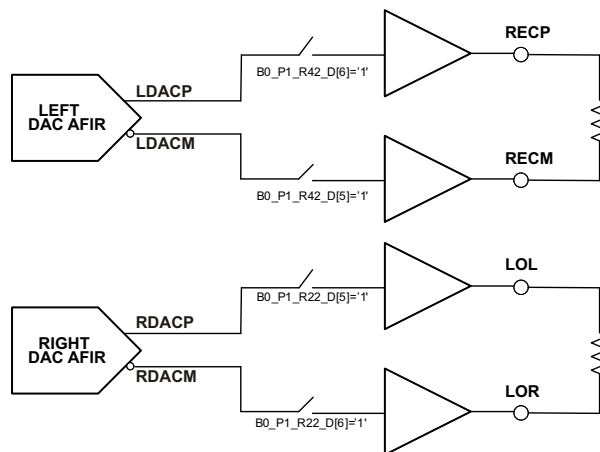 RECP
B0_P1_R42_D[6]='1'
LDACP
LEFT
DAC AFIR
LDACM
RECM
B0_P1_R42_D[5]='1'
LOL
B0_P1_R22_D[5]='1'
RDACP
RIGHT
DAC AFIR
RDACM
LOR
B0_P1_R22_D[6]='1'